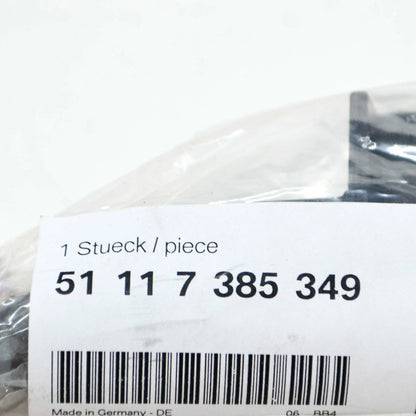 1 Stueck / piece
51 11 7 385 349
Made in Germany - DE 06 BB4